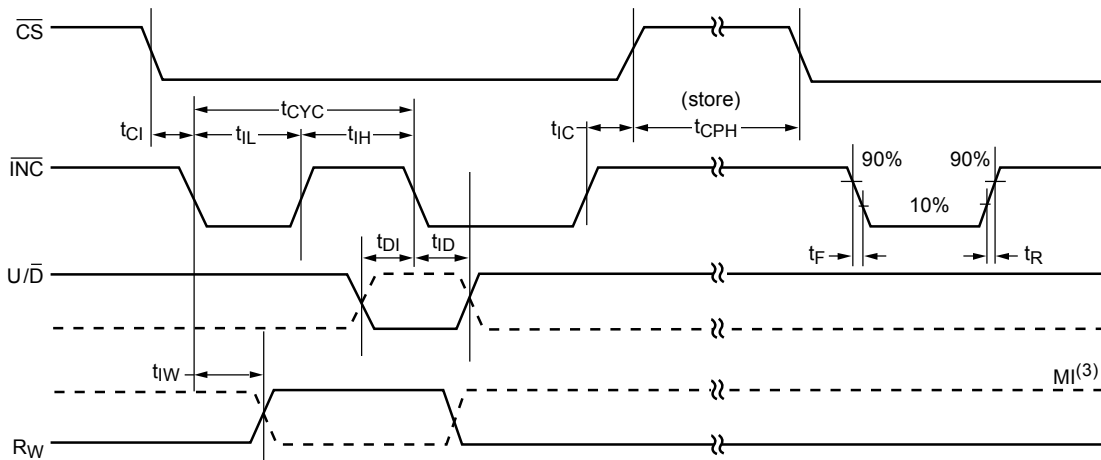 CS
(store)
tCYC
tCI tIL tIH tIC tCPH
INC 90% 90%
10%
tDI tID tF tR
U/D
tIW
MI(3)
RW